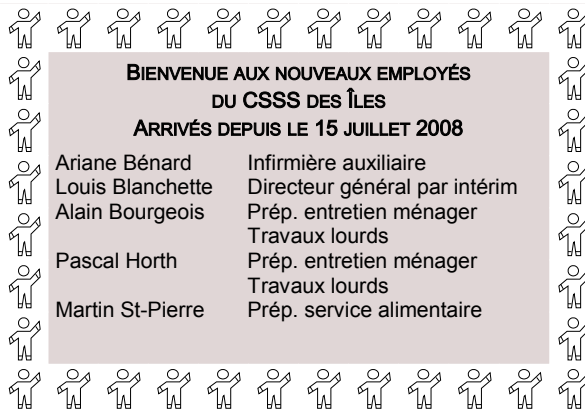 BIENVENUE AUX NOUVEAUX EMPLOYÉS
DU CSSS DES ÎLES
ARRIVÉS DEPUIS LE 15 JUILLET 2008
Ariane Bénard Infirmière auxiliaire
Louis Blanchette Directeur général par intérim
Alain Bourgeois Prép. entretien ménager
Travaux lourds
Pascal Horth Prép. entretien ménager
Travaux lourds
Martin St-Pierre Prép. service alimentaire